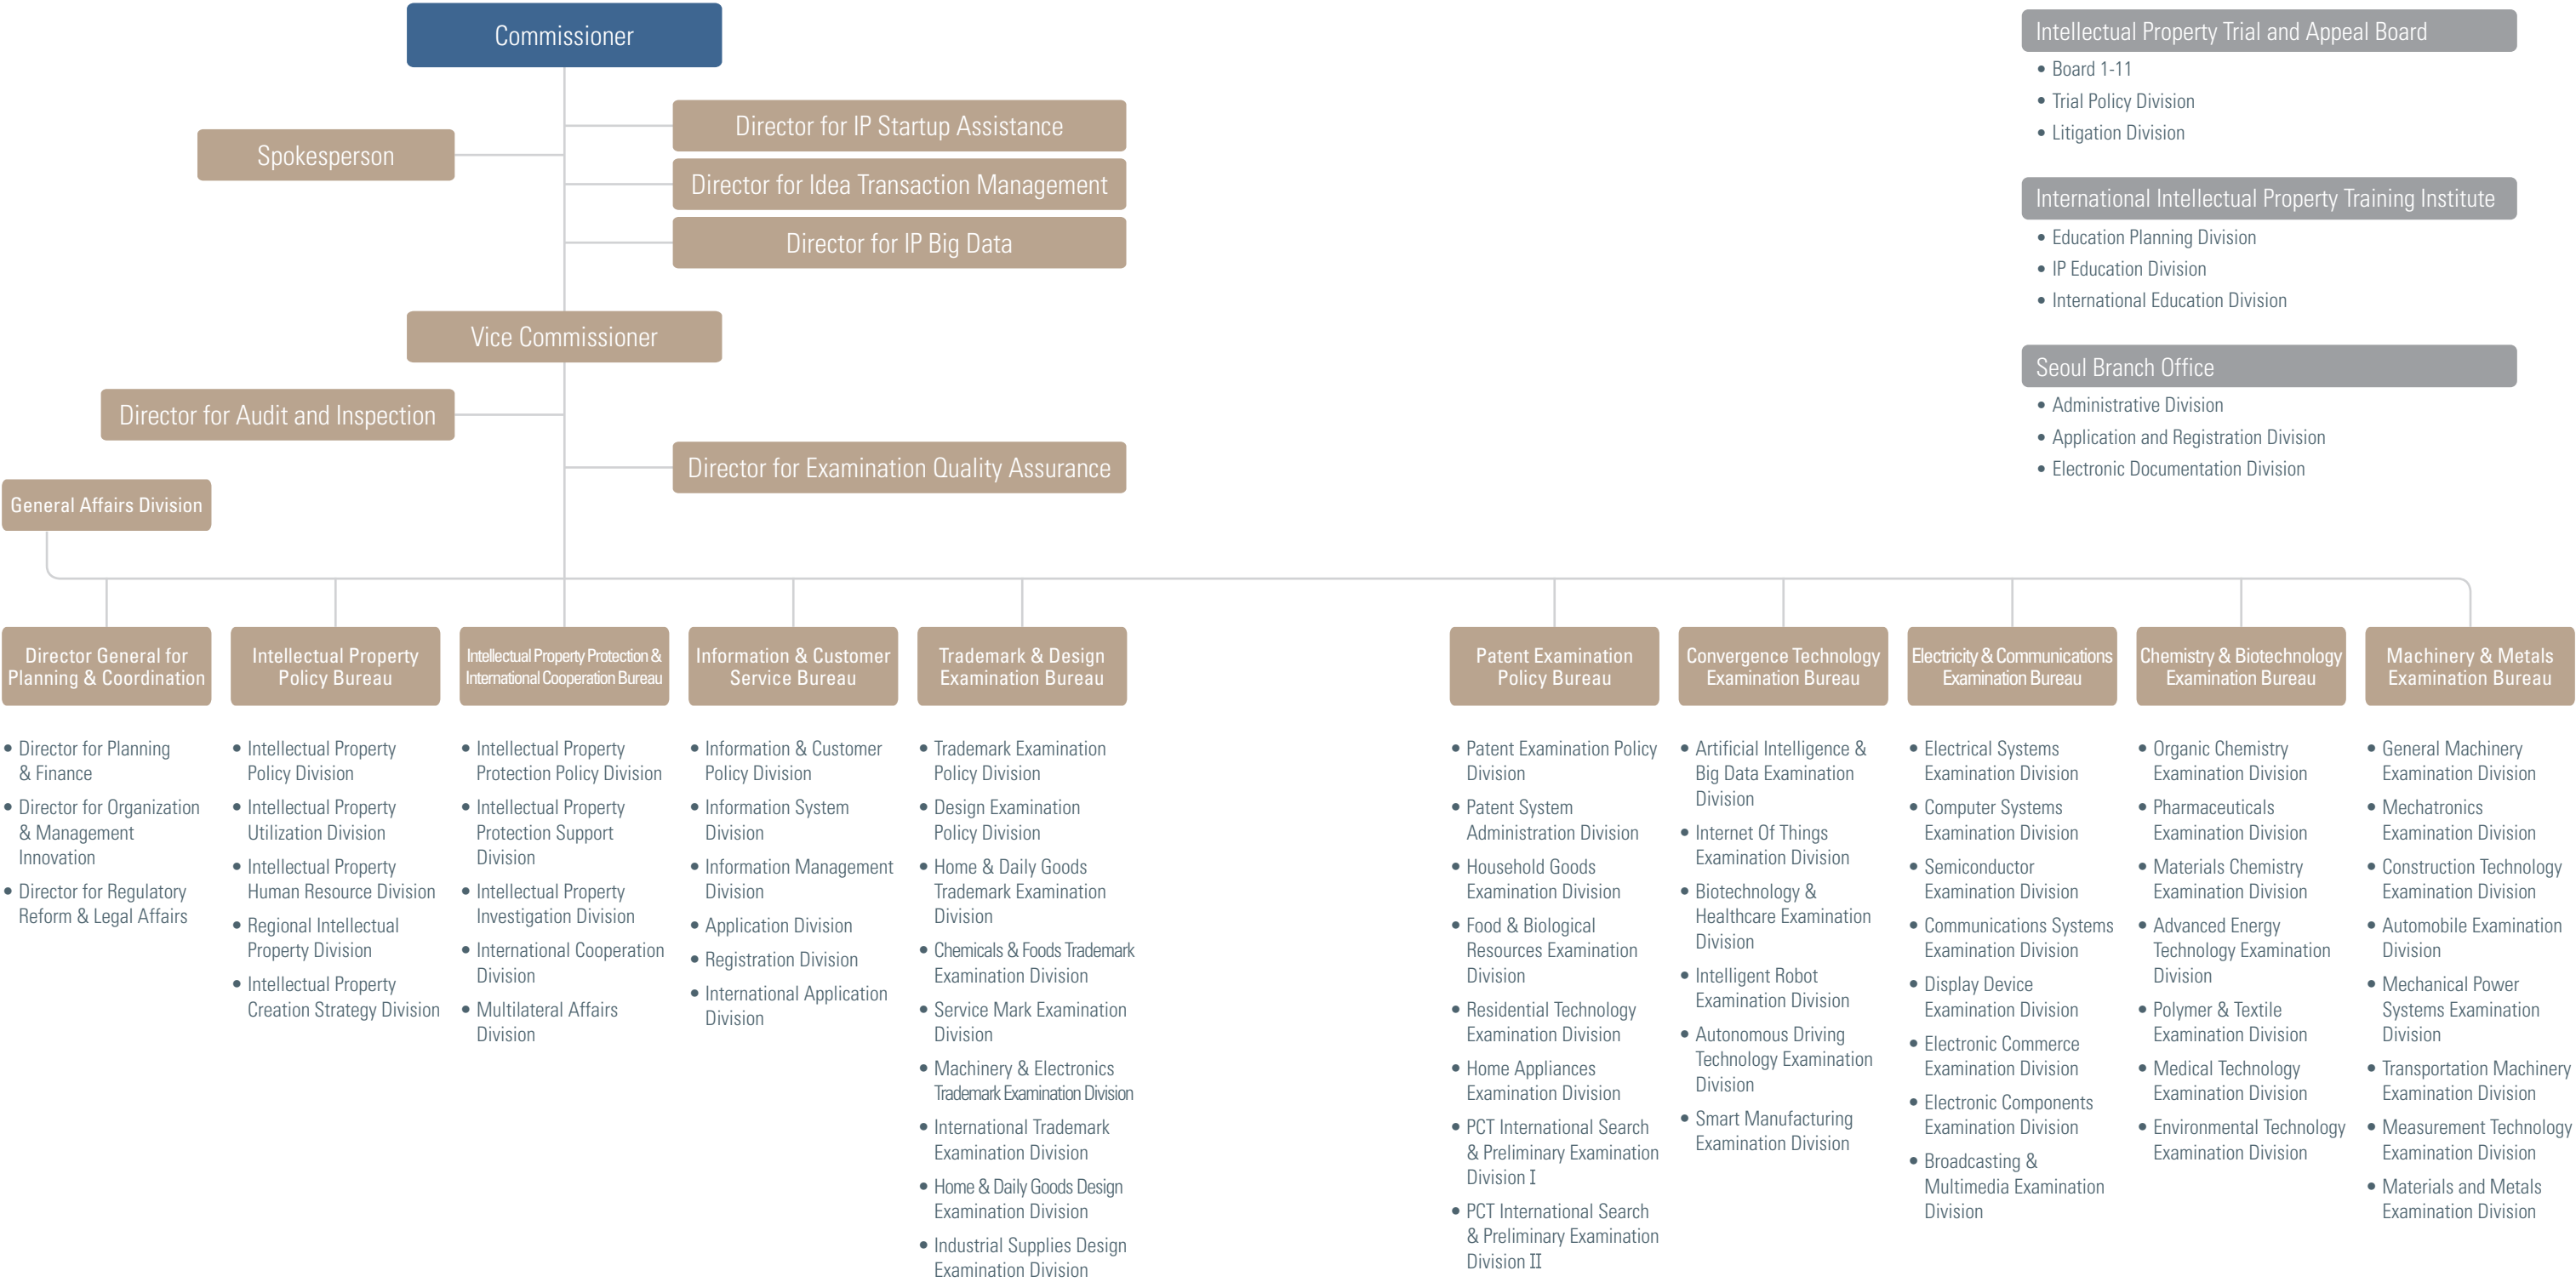 Commissioner
Director for IP Startup Assistance
Spokesperson
Director for Idea Transaction Management
Director for IP Big Data
Vice Commissioner
Director for Audit and Inspection
Director for Examination Quality Assurance
General Affairs Division
Intellectual Property Trial and Appeal Board
• Board 1-11
• Trial Policy Division
• Litigation Division
International Intellectual Property Training Institute
• Education Planning Division
• IP Education Division
• International Education Division
Seoul Branch Office
• Administrative Division
• Application and Registration Division
• Electronic Documentation Division
Director General for
Planning & Coordination
• Director for Planning
& Finance
• Director for Organization
& Management
Innovation
• Director for Regulatory
Reform & Legal Affairs
Intellectual Property
Policy Bureau
• Intellectual Property
Policy Division
• Intellectual Property
Utilization Division
• Intellectual Property
Human Resource Division
• Regional Intellectual
Property Division
• Intellectual Property
Creation Strategy Division
Intellectual Property Protection &
International Cooperation Bureau
• Intellectual Property
Protection Policy Division
• Intellectual Property
Protection Support
Division
• Intellectual Property
Investigation Division
• International Cooperation
Division
• Multilateral Affairs
Division
Information & Customer
Service Bureau
• Information & Customer
Policy Division
• Information System
Division
• Information Management
Division
• Application Division
• Registration Division
• International Application
Division
Trademark & Design
Examination Bureau
• Trademark Examination
Policy Division
• Design Examination
Policy Division
• Home & Daily Goods
Trademark Examination
Division
• Chemicals & Foods Trademark
Examination Division
• Service Mark Examination
Division
• Machinery & Electronics
Trademark Examination Division
• International Trademark
Examination Division
• Home & Daily Goods Design
Examination Division
• Industrial Supplies Design
Examination Division
Patent Examination
Policy Bureau
• Patent Examination Policy
Division
• Patent System
Administration Division
• Household Goods
Examination Division
• Food & Biological
Resources Examination
Division
• Residential Technology
Examination Division
• Home Appliances
Examination Division
• PCT International Search
& Preliminary Examination
Division I
• PCT International Search
& Preliminary Examination
Division II
Convergence Technology
Examination Bureau
• Artificial Intelligence &
Big Data Examination
Division
• Internet Of Things
Examination Division
• Biotechnology &
Healthcare Examination
Division
• Intelligent Robot
Examination Division
• Autonomous Driving
Technology Examination
Division
• Smart Manufacturing
Examination Division
Electricity & Communications
Examination Bureau
• Electrical Systems
Examination Division
• Computer Systems
Examination Division
• Semiconductor
Examination Division
• Communications Systems
Examination Division
• Display Device
Examination Division
• Electronic Commerce
Examination Division
• Electronic Components
Examination Division
• Broadcasting &
Multimedia Examination
Division
Chemistry & Biotechnology
Examination Bureau
• Organic Chemistry
Examination Division
• Pharmaceuticals
Examination Division
• Materials Chemistry
Examination Division
• Advanced Energy
Technology Examination
Division
• Polymer & Textile
Examination Division
• Medical Technology
Examination Division
• Environmental Technology
Examination Division
Machinery & Metals
Examination Bureau
• General Machinery
Examination Division
• Mechatronics
Examination Division
• Construction Technology
Examination Division
• Automobile Examination
Division
• Mechanical Power
Systems Examination
Division
• Transportation Machinery
Examination Division
• Measurement Technology
Examination Division
• Materials and Metals
Examination Division